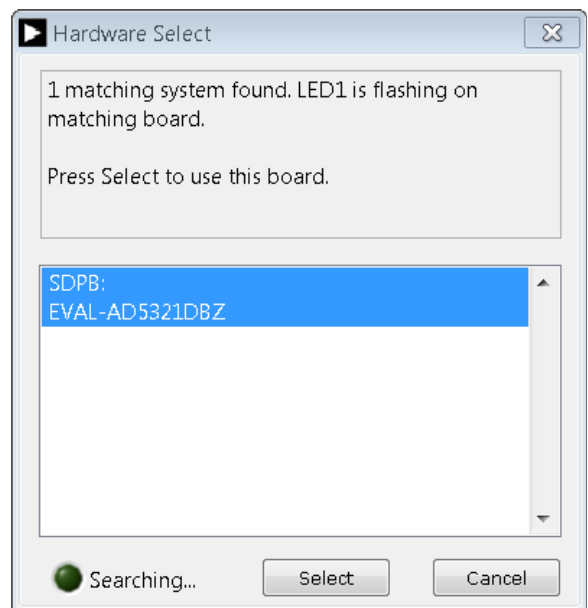 Hardware Select
1 matching system found. LED1 is flashing on
matching board.
Press Select to use this board.
SDPB:
EVAL-AD5321DBZ
Searching...
Select
Cancel